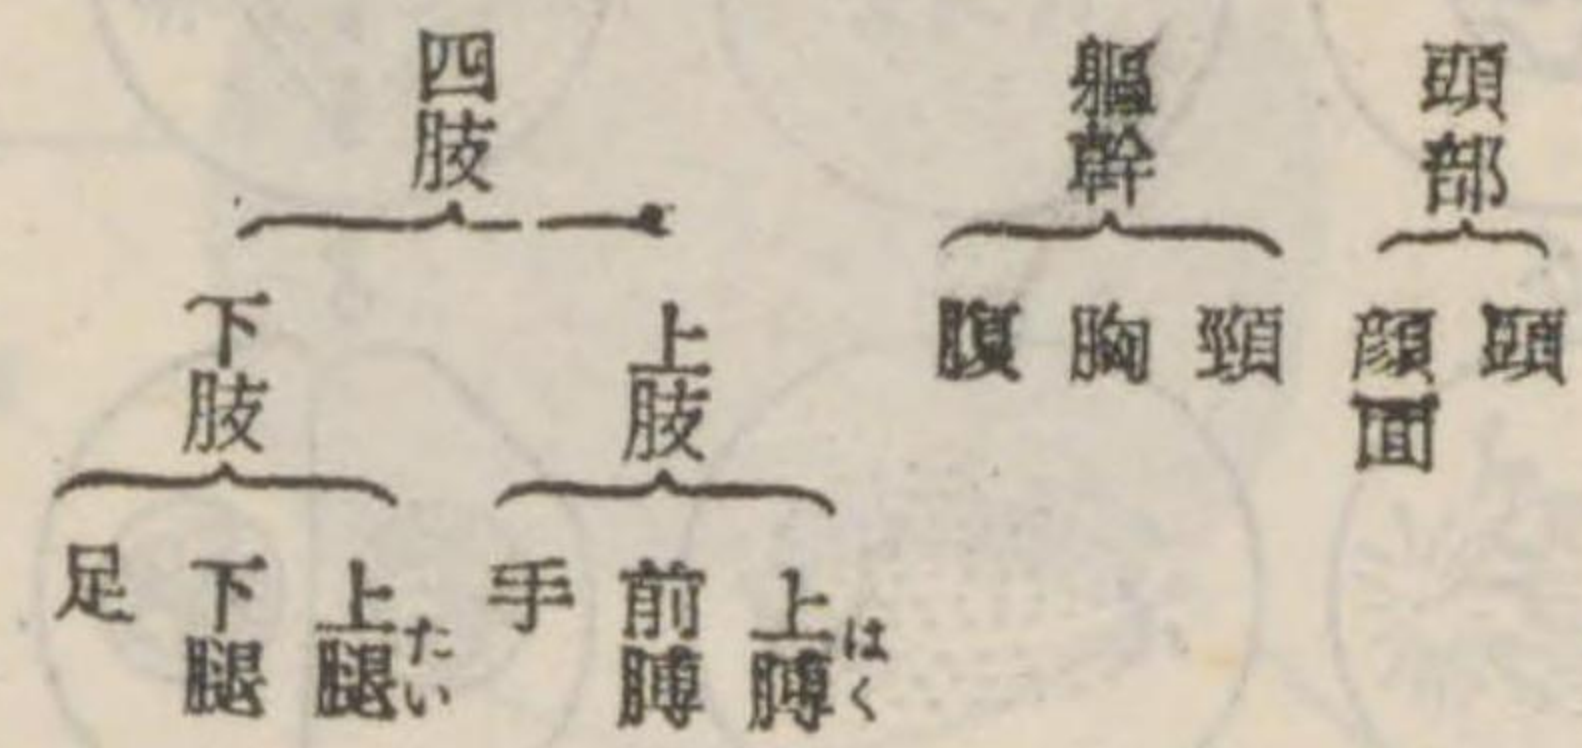 頭部
頭
顔面
軀幹
頸
胸
腹
四肢
上肢
上膊
はく
前膊
手
下肢
上腿
たい
下腿
足